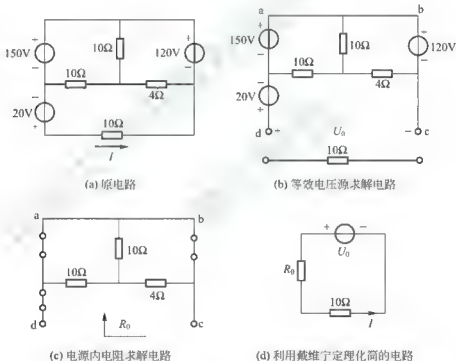 150V
10Ω
120V
10Ω
4Ω
20V
10Ω
I
(a) 原电路
a
b
150V
10Ω
120V
10Ω
4Ω
20V
d
U₀
c
10Ω
(b) 等效电压源求解电路
a
b
10Ω
10Ω
4Ω
d
R₀
c
(c) 电源内电阻求解电路
U₀
R₀
10Ω
I
(d) 利用戴维宁定理化简的电路